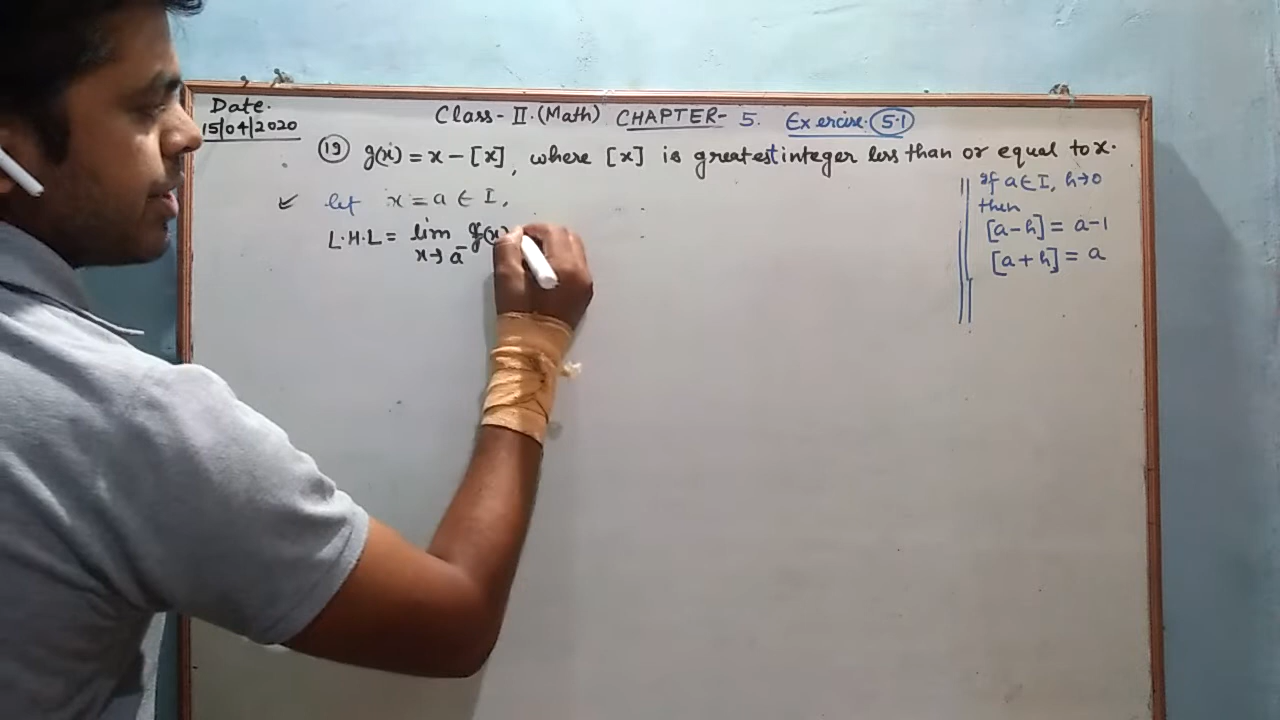 Date.
15/04/2020
Class-II.(Math) CHAPTER-5. Exercise.5.1
19 g(x) = x-[x], where [x] is greatest integer less than or equal to x.
let x = a ∈ I,
L.H.L = lim g(x)
x→a⁻
If a ∈ I, h→0
then
[a-h] = a-1
[a+h] = a